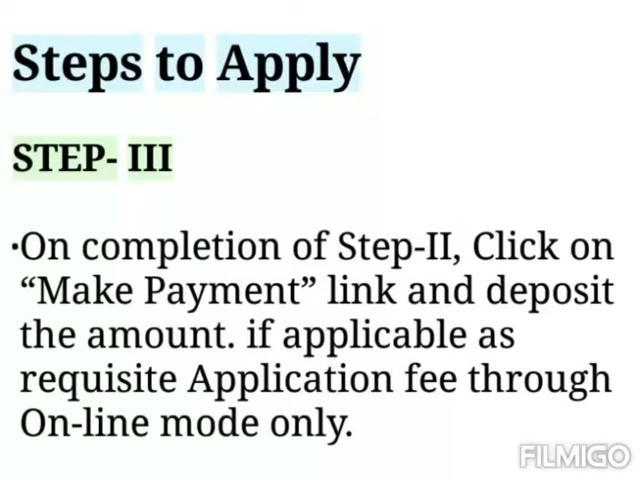 Steps to Apply
STEP- III
·On completion of Step-II, Click on
“Make Payment” link and deposit
the amount. if applicable as
requisite Application fee through
On-line mode only.
FILMIGO